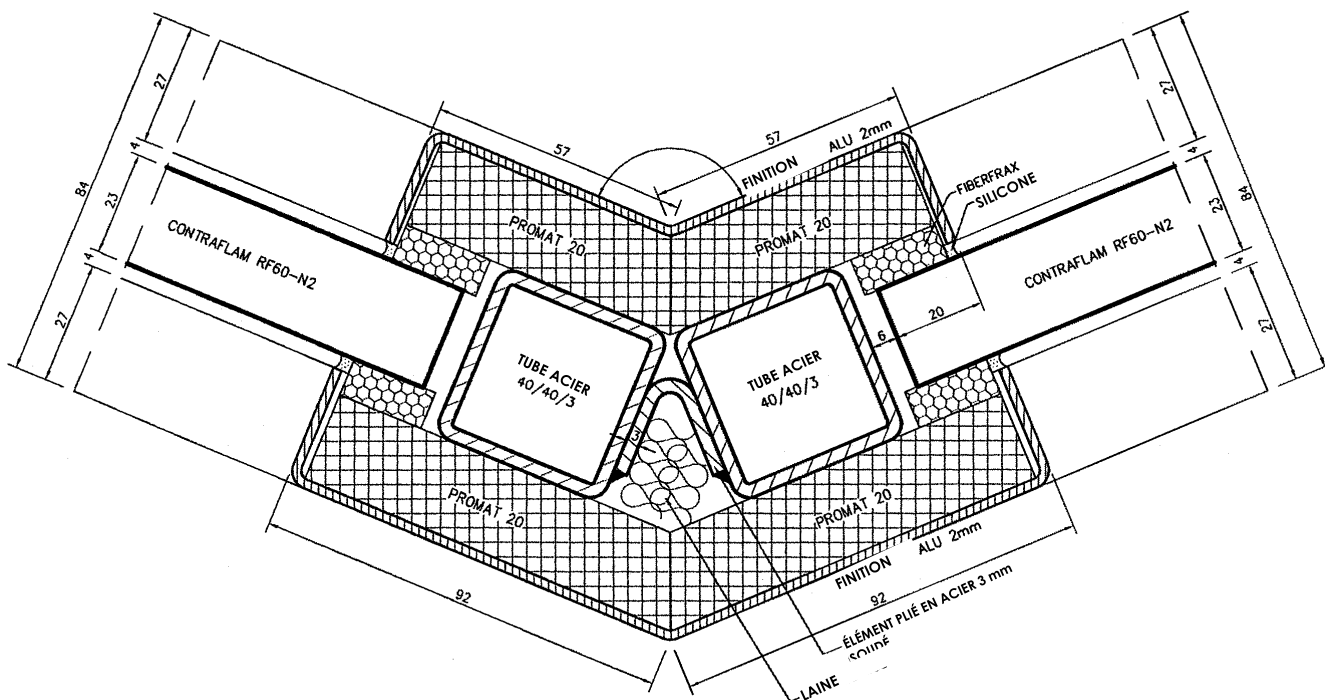 27
4
23
84
4
27
57
57
FINITION ALU 2mm
FIBERFRAX
SILICONE
27
4
23
84
4
27
CONTRAFLAM RF60-N2
PROMAT 20
PROMAT 20
CONTRAFLAM RF60-N2
20
6
TUBE ACIER
40/40/3
TUBE ACIER
40/40/3
3
PROMAT 20
PROMAT 20
FINITION ALU 2mm
92
92
ÉLÉMENT PLIÉ EN ACIER 3 mm
SOUDÉ
LAINE